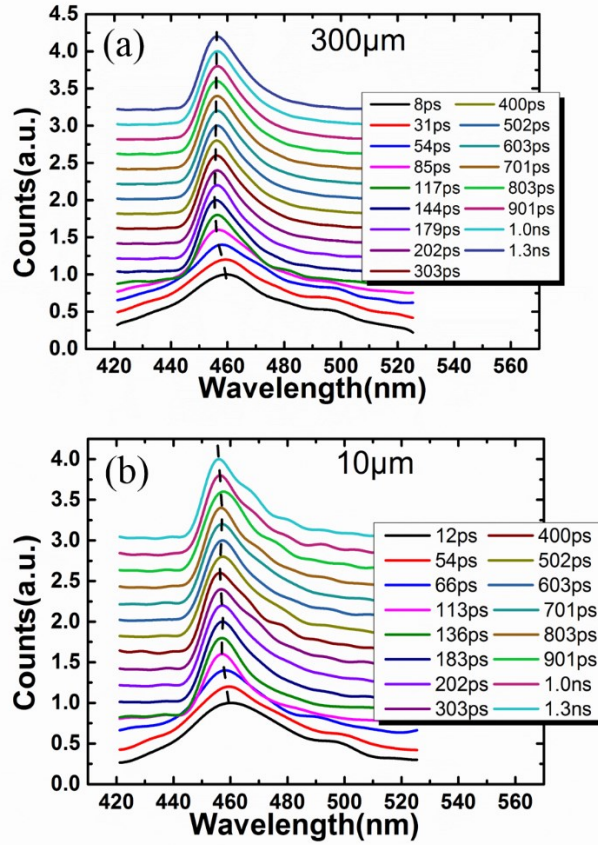 (a) 300μm
Counts(a.u.)
4.5
4.0
3.5
3.0
2.5
2.0
1.5
1.0
0.5
0.0
8ps 400ps
31ps 502ps
54ps 603ps
85ps 701ps
117ps 803ps
144ps 901ps
179ps 1.0ns
202ps 1.3ns
303ps
420 440 460 480 500 520 540 560
Wavelength(nm)
(b) 10μm
Counts(a.u.)
4.0
3.5
3.0
2.5
2.0
1.5
1.0
0.5
0.0
12ps 400ps
54ps 502ps
66ps 603ps
113ps 701ps
136ps 803ps
183ps 901ps
202ps 1.0ns
303ps 1.3ns
420 440 460 480 500 520 540 560
Wavelength(nm)